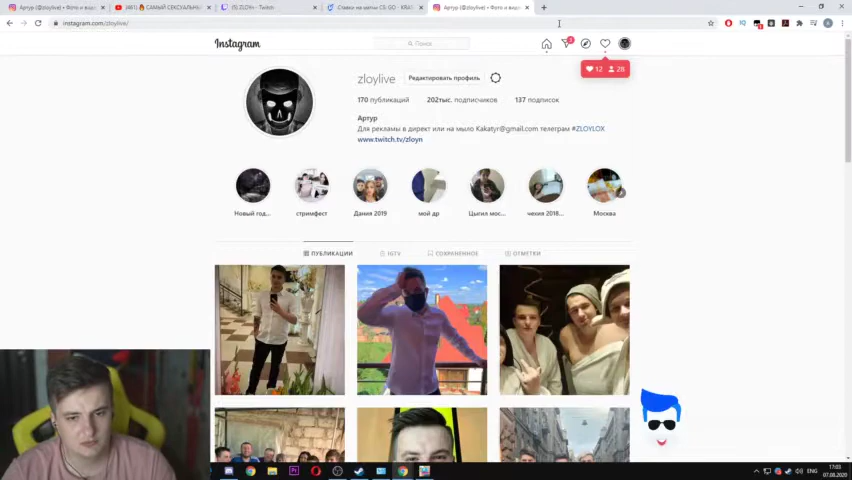 Артур (@zloylive) • Фото и вид
(461) 🔥 САМЫЙ СЕКСУАЛЬНЫ
(5) ZLOYn - Twitch
Ставки на матчи CS: GO - КИБ
Артур (@zloylive) • Фото и вид
instagram.com/zloylive/
Instagram
Поиск
12 28
zloylive
Редактировать профиль
170 публикаций 202тыс. подписчиков 137 подписок
Артур
Для рекламы в директ или на мыло Kakatyr@gmail.com телеграм #ZLOYLOX
www.twitch.tv/zloyn
Новый год... стримфест Дания 2019 мой др Цыгил мос... чехия 2018... Москва
ПУБЛИКАЦИИ IGTV СОХРАНЕННОЕ ОТМЕТКИ
ENG
17:03
07.08.2020